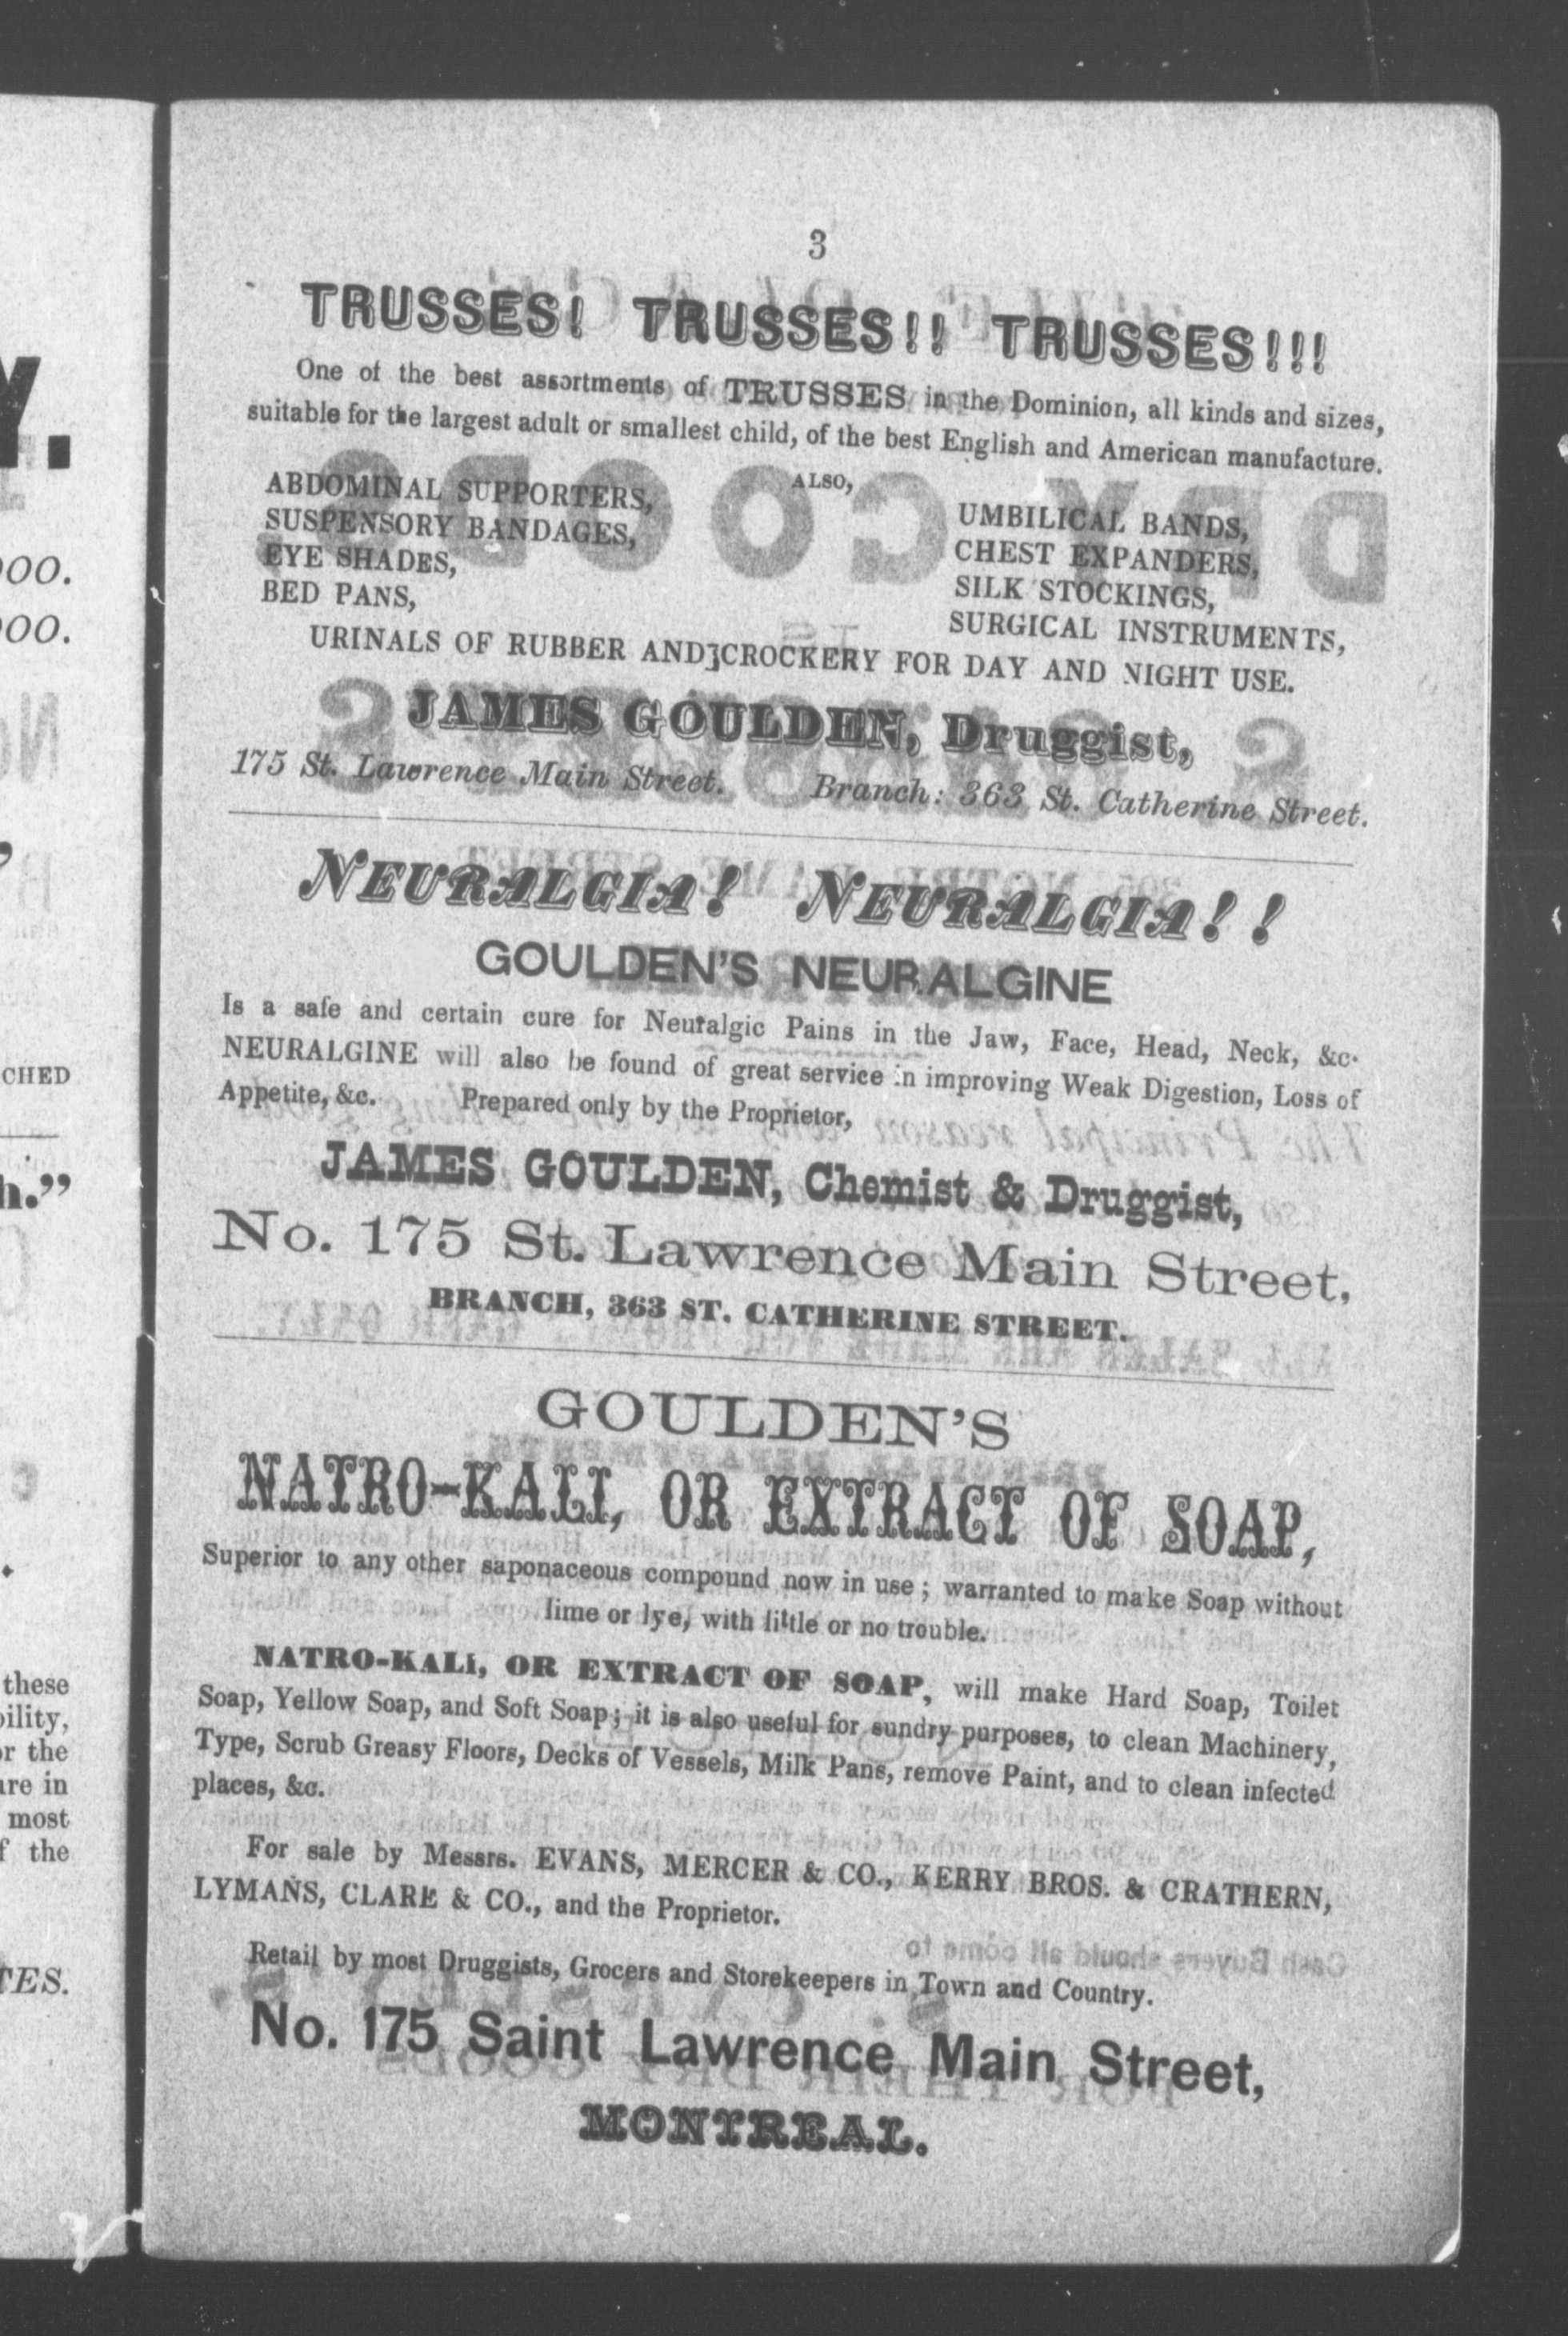 3
TRUSSES! TRUSSES!! TRUSSES!!!
One of the best assortments of TRUSSES in the Dominion, all kinds and sizes,
suitable for the largest adult or smallest child, of the best English and American manufacture.
ALSO,
ABDOMINAL SUPPORTERS,
SUSPENSORY BANDAGES,
EYE SHADES,
BED PANS,
UMBILICAL BANDS,
CHEST EXPANDERS,
SILK STOCKINGS,
SURGICAL INSTRUMENTS,
URINALS OF RUBBER AND]CROCKERY FOR DAY AND NIGHT USE.
JAMES GOULDEN, Druggist,
175 St. Lawrence Main Street. Branch: 363 St. Catherine Street.
NEURALGIA! NEURALGIA!!
GOULDEN'S NEURALGINE
Is a safe and certain cure for Neuralgic Pains in the Jaw, Face, Head, Neck, &c.
NEURALGINE will also be found of great service in improving Weak Digestion, Loss of
Appetite, &c. Prepared only by the Proprietor,
JAMES GOULDEN, Chemist & Druggist,
No. 175 St. Lawrence Main Street,
BRANCH, 363 ST. CATHERINE STREET.
GOULDEN'S
NATRO-KALI, OR EXTRACT OF SOAP,
Superior to any other saponaceous compound now in use; warranted to make Soap without
lime or lye, with little or no trouble.
NATRO-KALI, OR EXTRACT OF SOAP, will make Hard Soap, Toilet
Soap, Yellow Soap, and Soft Soap; it is also useful for sundry purposes, to clean Machinery,
Type, Scrub Greasy Floors, Decks of Vessels, Milk Pans, remove Paint, and to clean infected
places, &c.
For sale by Messrs. EVANS, MERCER & CO., KERRY BROS. & CRATHERN,
LYMANS, CLARE & CO., and the Proprietor.
Retail by most Druggists, Grocers and Storekeepers in Town and Country.
No. 175 Saint Lawrence Main Street,
MONTREAL.